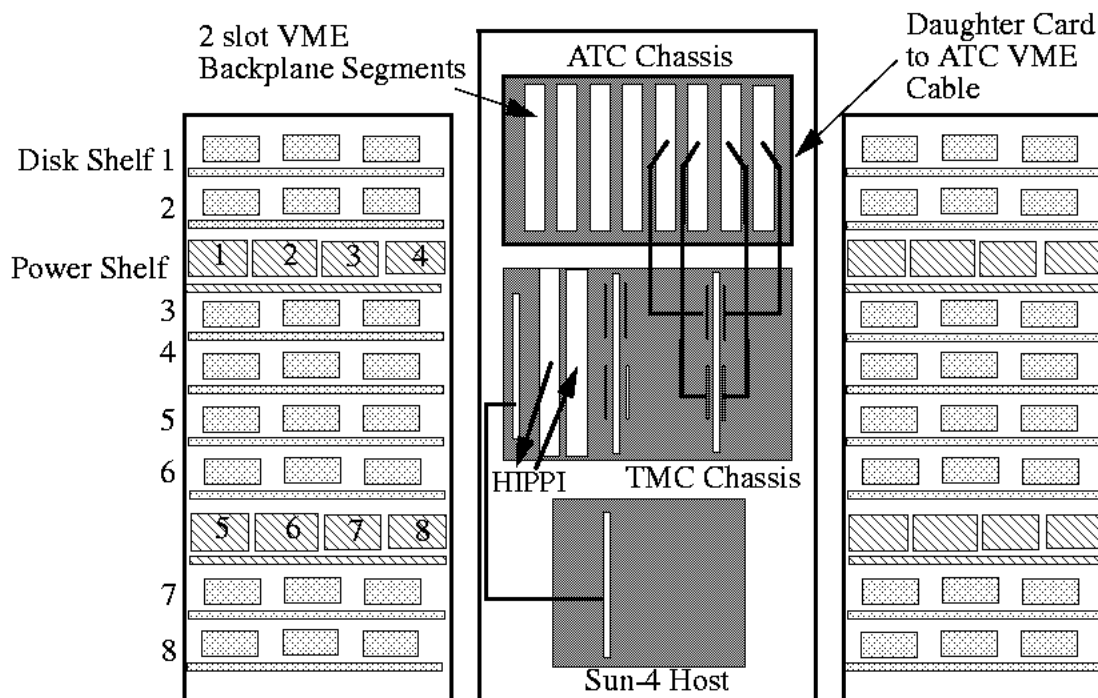 2 slot VME
Backplane Segments
ATC Chassis
Daughter Card
to ATC VME
Cable
Disk Shelf 1
2
Power Shelf
1 2 3 4
3
4
5
6
5 6 7 8
7
8
HIPPI
TMC Chassis
Sun-4 Host